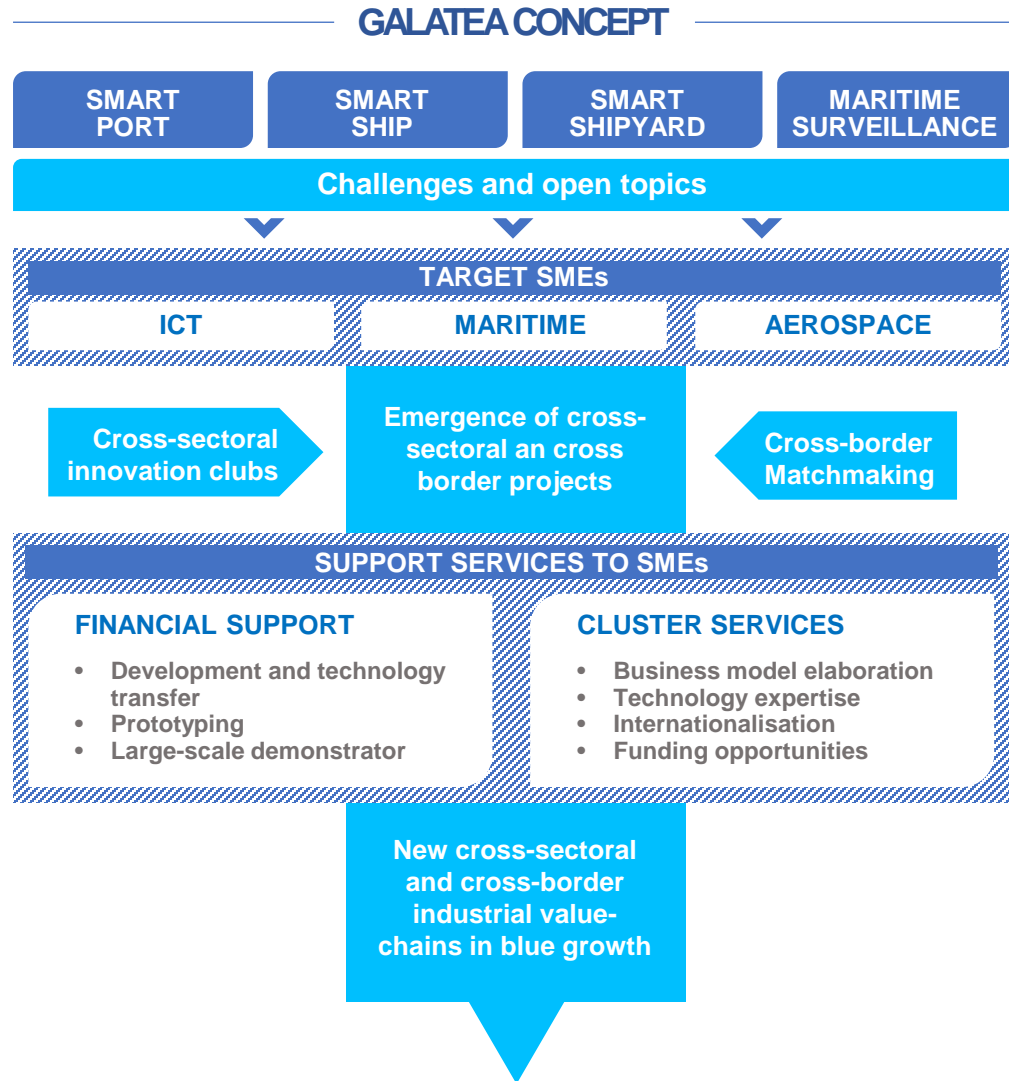 GALATEA CONCEPT
SMART
PORT
SMART
SHIP
SMART
SHIPYARD
MARITIME
SURVEILLANCE
Challenges and open topics
TARGET SMEs
ICT
MARITIME
AEROSPACE
Cross-sectoral
innovation clubs
Emergence of cross-
sectoral an cross
border projects
Cross-border
Matchmaking
SUPPORT SERVICES TO SMEs
FINANCIAL SUPPORT
• Development and technology
transfer
• Prototyping
• Large-scale demonstrator
CLUSTER SERVICES
• Business model elaboration
• Technology expertise
• Internationalisation
• Funding opportunities
New cross-sectoral
and cross-border
industrial value-
chains in blue growth